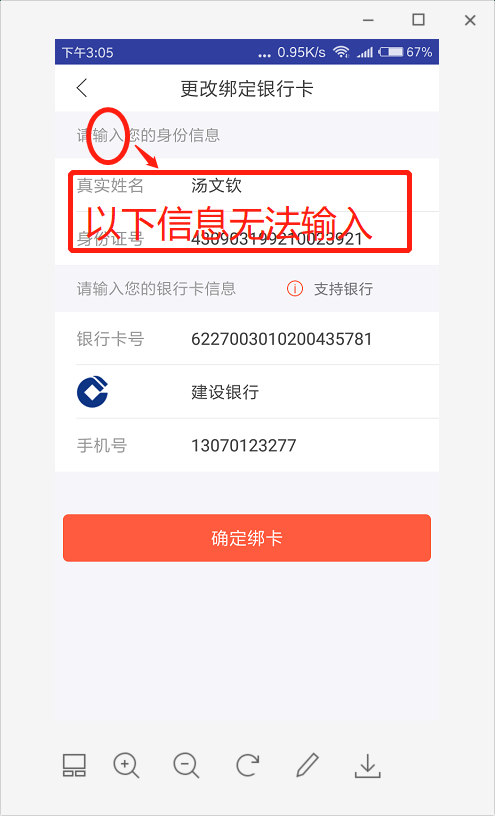 下午3:05 ... 0.95K/s 67%
更改绑定银行卡
请输入您的身份信息
真实姓名 汤文钦
以下信息无法输入
身份证号 430903199210023921
请输入您的银行卡信息 支持银行
银行卡号 6227003010200435781
建设银行
手机号 13070123277
确定绑卡